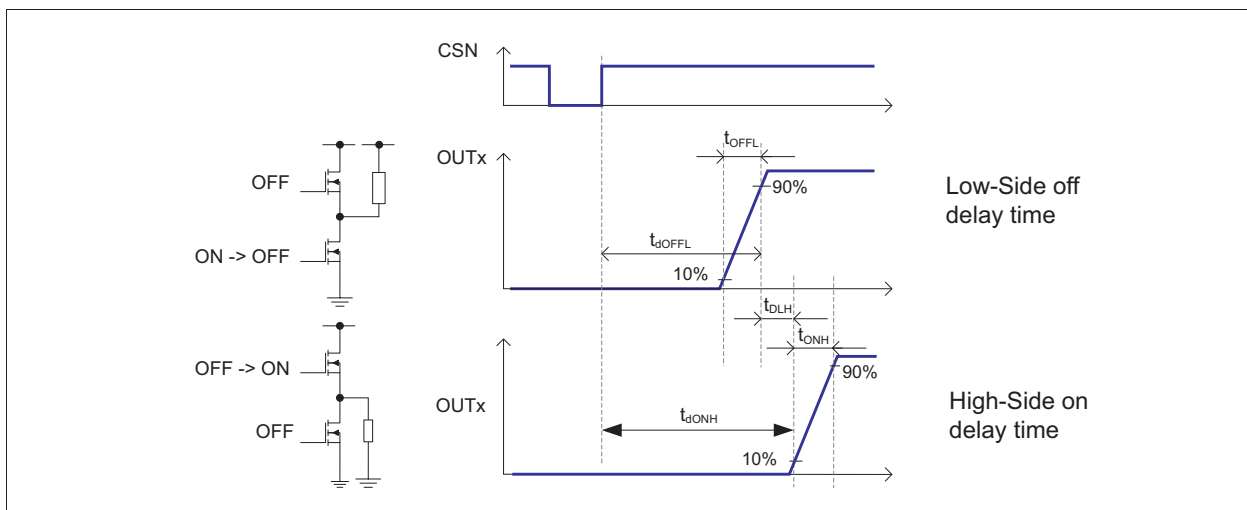 CSN
OUTx
tOFFL
90%
tdOFFL
10%
OFF
ON -> OFF
Low-Side off
delay time
tDLH
tONH
OUTx
90%
tdONH
10%
OFF -> ON
OFF
High-Side on
delay time